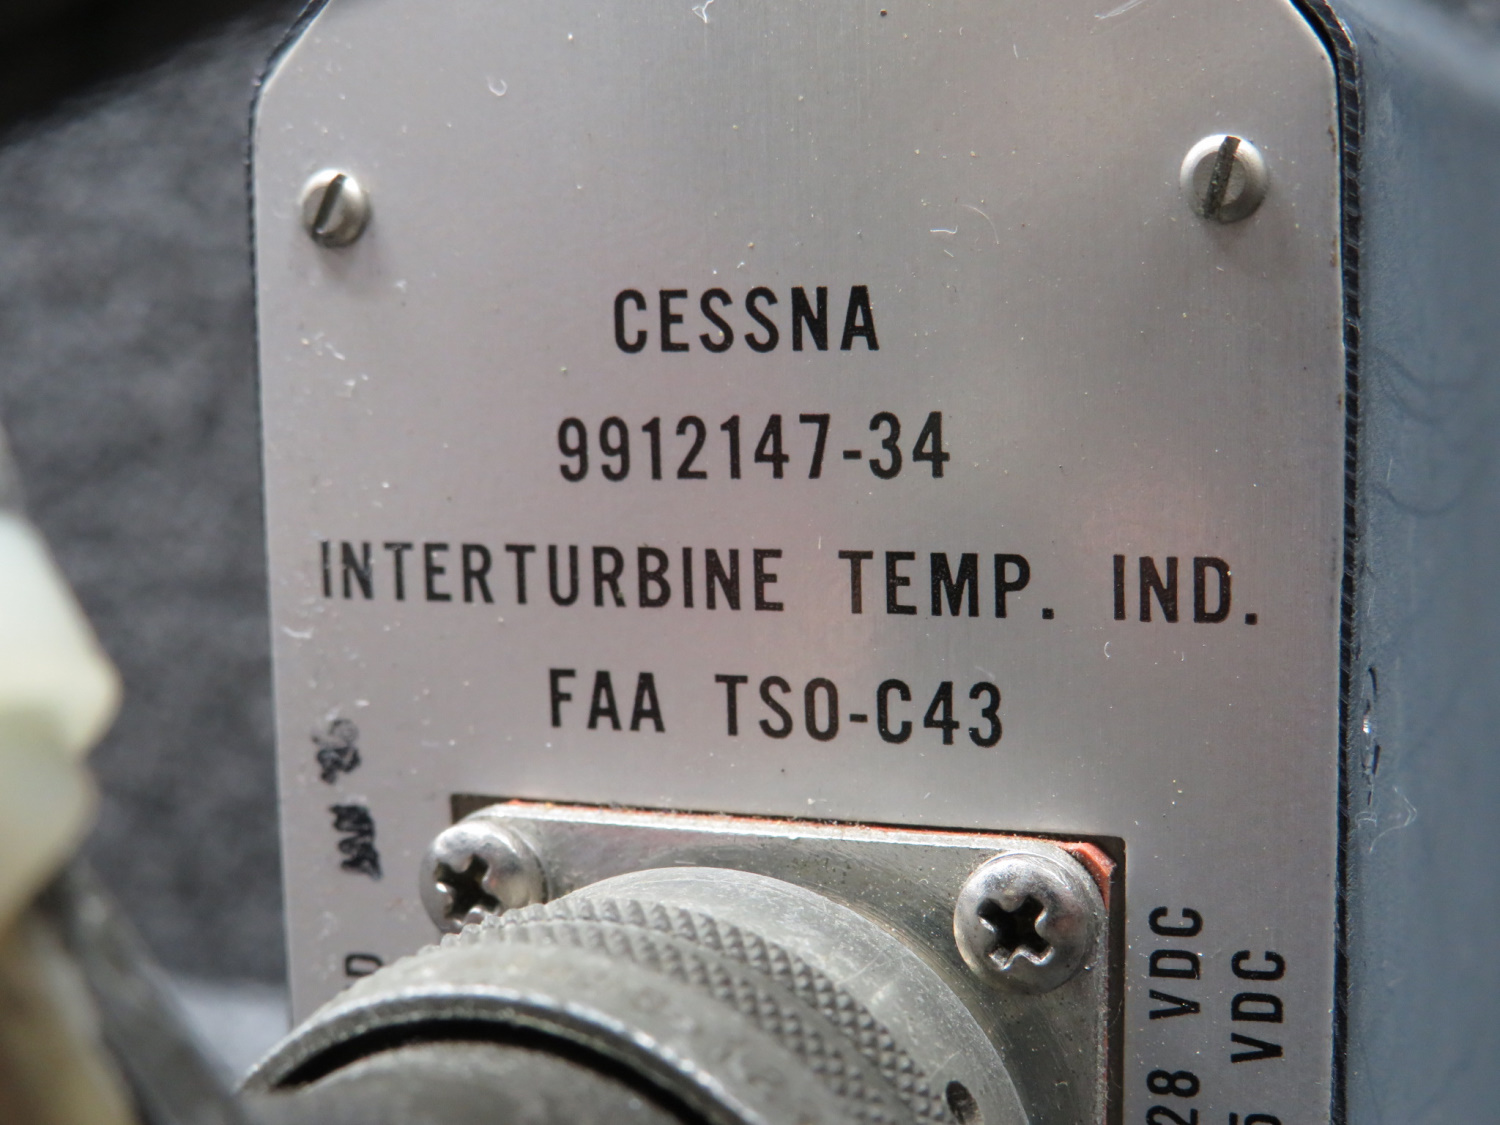 CESSNA
9912147-34
INTERTURBINE TEMP. IND.
FAA TSO-C43
28 VDC
VDC